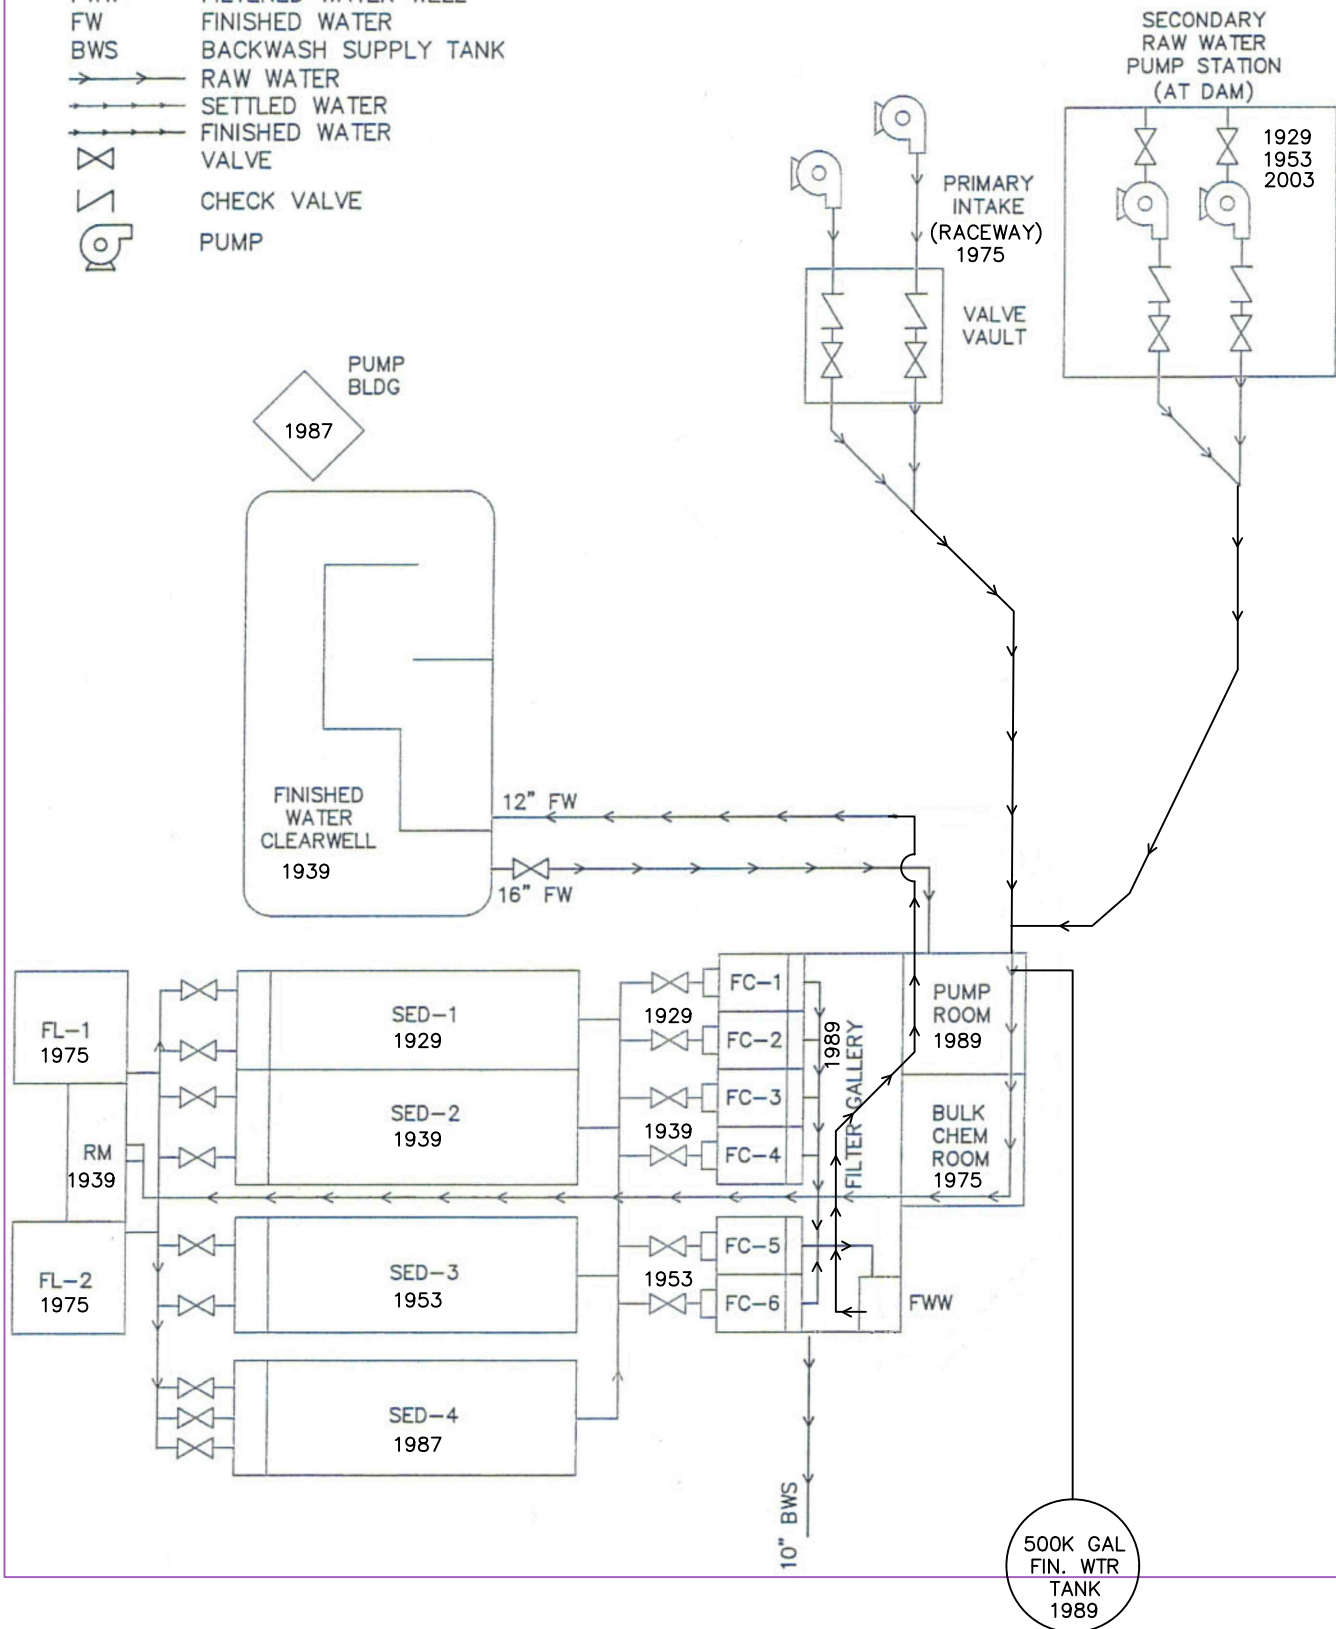 FW FINISHED WATER
BWS BACKWASH SUPPLY TANK
RAW WATER
SETTLED WATER
FINISHED WATER
VALVE
CHECK VALVE
PUMP
SECONDARY
RAW WATER
PUMP STATION
(AT DAM)
1929
1953
2003
PRIMARY
INTAKE
(RACEWAY)
1975
VALVE
VAULT
PUMP
BLDG
1987
FINISHED
WATER
CLEARWELL
1939
12" FW
16" FW
FL-1
1975
RM
1939
FL-2
1975
SED-1
1929
SED-2
1939
SED-3
1953
SED-4
1987
1929
1939
1953
FC-1
FC-2
FC-3
FC-4
FC-5
FC-6
1989
FILTER GALLERY
PUMP
ROOM
1989
BULK
CHEM
ROOM
1975
FWW
10" BWS
500K GAL
FIN. WTR
TANK
1989